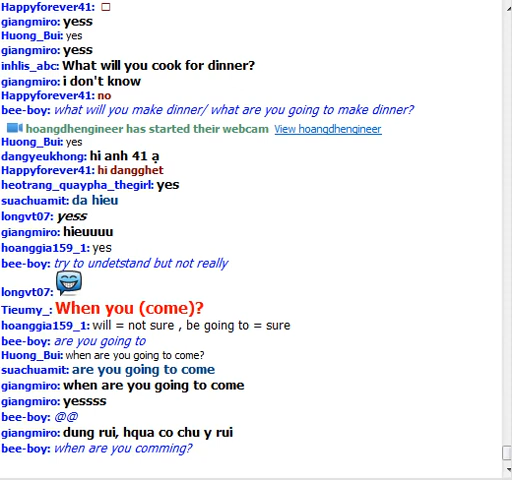 Happyforever41: □
giangmiro: yess
Huong_Bui: yes
giangmiro: yess
inhlis_abc: What will you cook for dinner?
giangmiro: i don't know
Happyforever41: no
bee-boy: what will you make dinner/ what are you going to make dinner?
hoangdhengineer has started their webcam View hoangdhengineer
Huong_Bui: yes
dangyeukhong: hi anh 41 ạ
Happyforever41: hi dangghet
heotrang_quaypha_thegirl: yes
suachuamit: da hieu
longvt07: yess
giangmiro: hieuuuu
hoanggia159_1: yes
bee-boy: try to undetstand but not really
longvt07:
Tieumy_: When you (come)?
hoanggia159_1: will = not sure , be going to = sure
bee-boy: are you going to
Huong_Bui: when are you going to come?
suachuamit: are you going to come
giangmiro: when are you going to come
giangmiro: yessss
bee-boy: @@
giangmiro: dung rui, hqua co chu y rui
bee-boy: when are you comming?